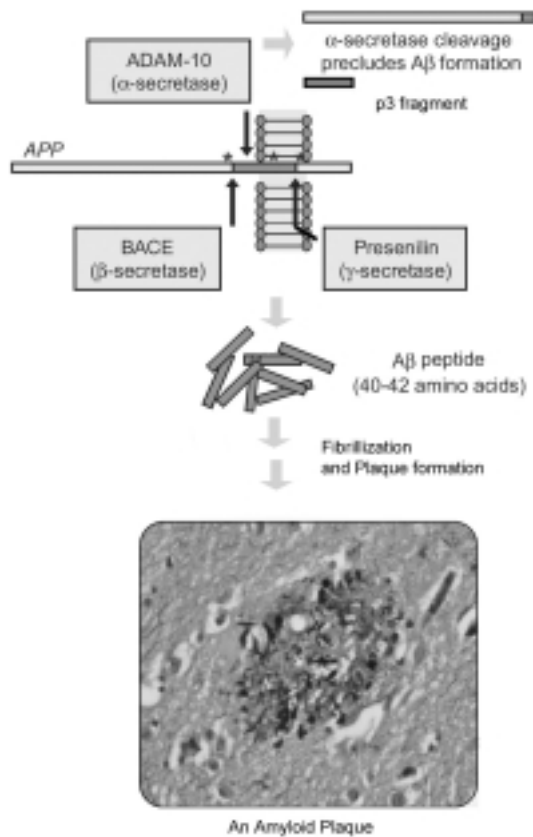 ADAM-10
(α-secretase)
α-secretase cleavage
precludes Aβ formation
p3 fragment
APP
BACE
(β-secretase)
Presenilin
(γ-secretase)
Aβ peptide
(40-42 amino acids)
Fibrillization
and Plaque formation
An Amyloid Plaque